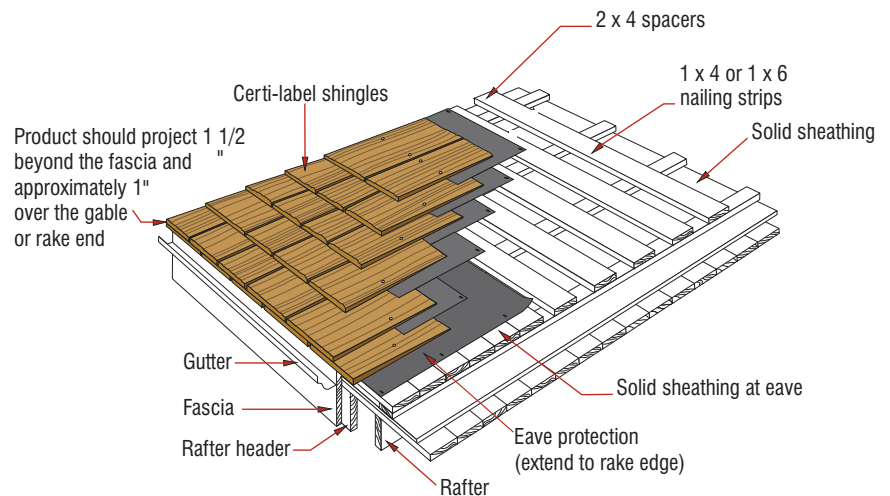 2 x 4 spacers
1 x 4 or 1 x 6
nailing strips
Solid sheathing
Certi-label shingles
Product should project 1 1/2
beyond the fascia and "
approximately 1"
over the gable
or rake end
Gutter
Fascia
Rafter header
Rafter
Eave protection
(extend to rake edge)
Solid sheathing at eave